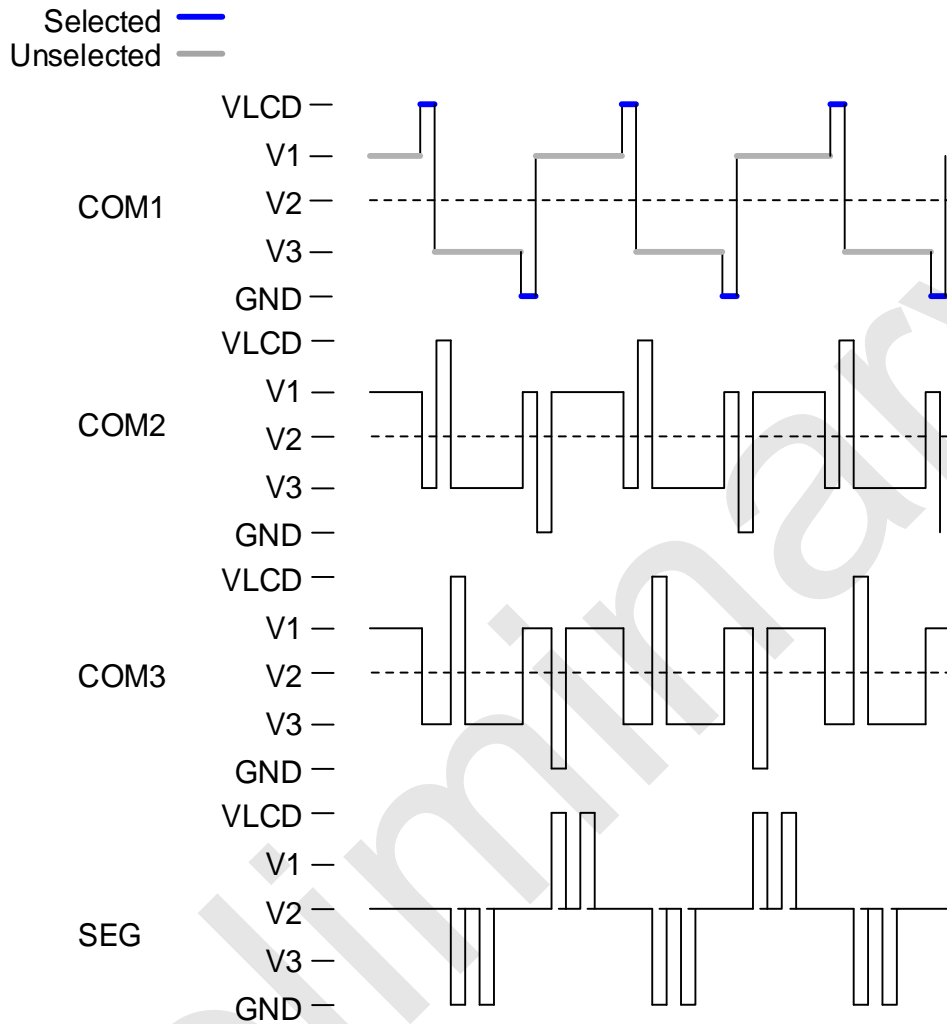 Selected
Unselected
VLCD
V1
COM1
V2
V3
GND
VLCD
V1
COM2
V2
V3
GND
VLCD
V1
COM3
V2
V3
GND
VLCD
V1
V2
SEG
V3
GND